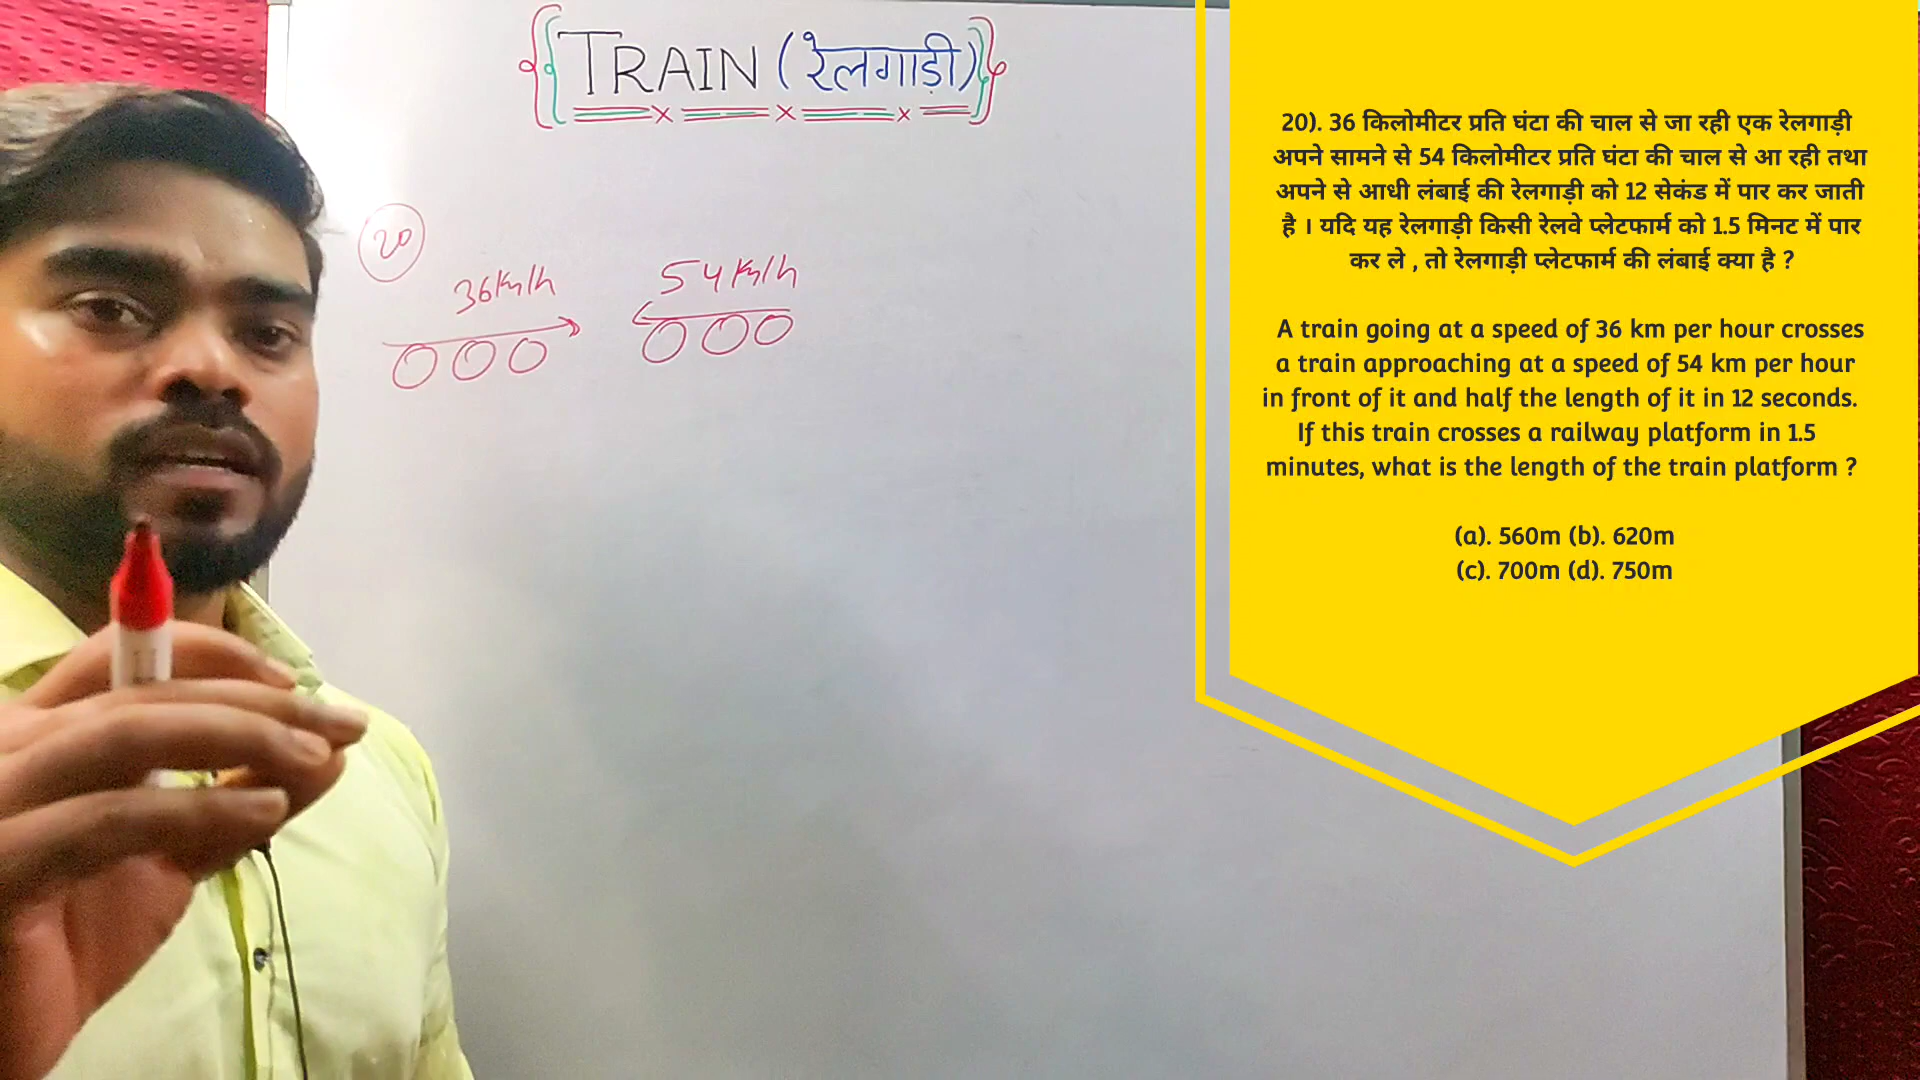 {{TRAIN (रेलगाड़ी)}}
20
36km/h
54km/h
20). 36 किलोमीटर प्रति घंटा की चाल से जा रही एक रेलगाड़ी
अपने सामने से 54 किलोमीटर प्रति घंटा की चाल से आ रही तथा
अपने से आधी लंबाई की रेलगाड़ी को 12 सेकंड में पार कर जाती
है । यदि यह रेलगाड़ी किसी रेलवे प्लेटफार्म को 1.5 मिनट में पार
कर ले , तो रेलगाड़ी प्लेटफार्म की लंबाई क्या है ?
A train going at a speed of 36 km per hour crosses
a train approaching at a speed of 54 km per hour
in front of it and half the length of it in 12 seconds.
If this train crosses a railway platform in 1.5
minutes, what is the length of the train platform ?
(a). 560m (b). 620m
(c). 700m (d). 750m